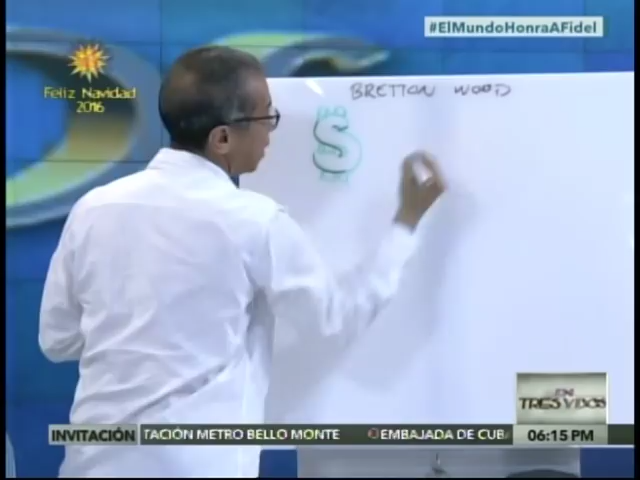 #ElMundoHonraAFidel
Feliz Navidad
2016
BRETTON WOOD
$
EN
TRES Y DOS
INVITACIÓN
TACIÓN METRO BELLO MONTE
EMBAJADA DE CUB
06:15 PM